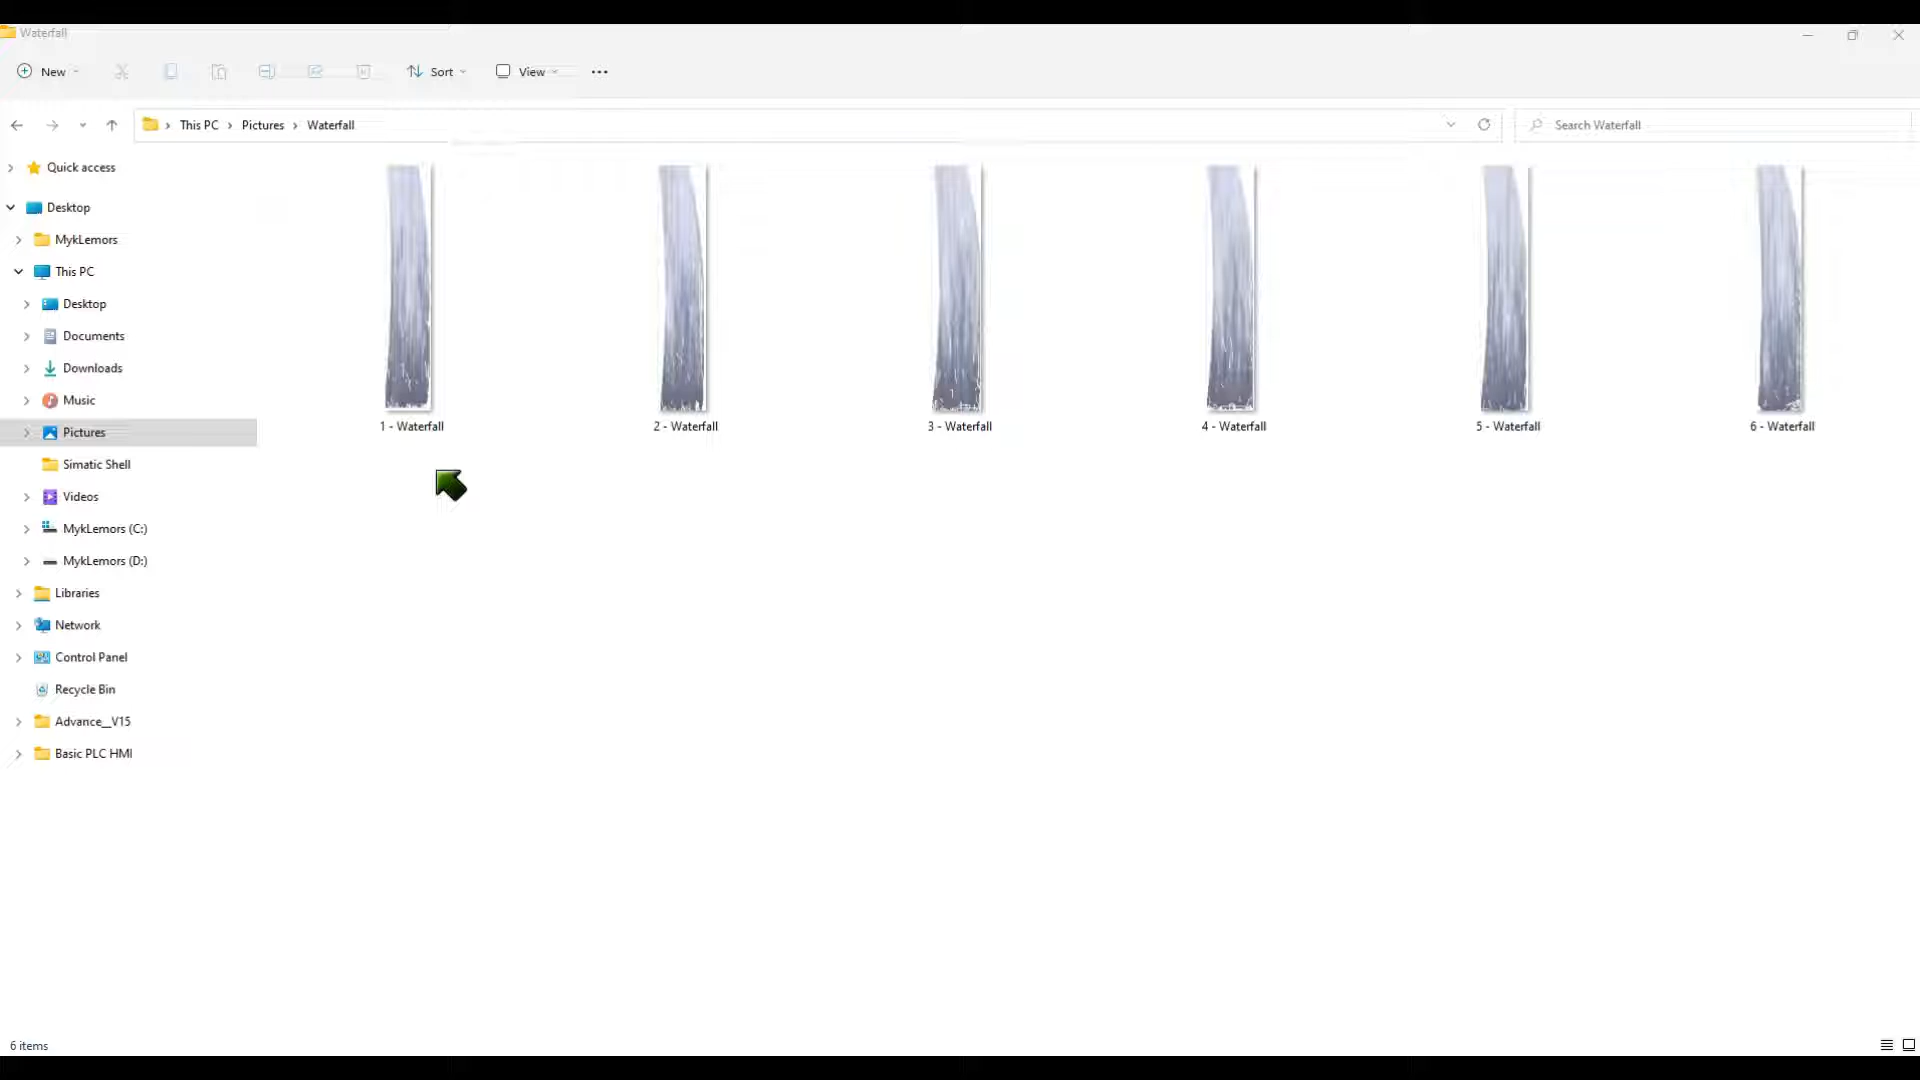 Waterfall
New
Sort
View
This PC
Pictures
Waterfall
Search Waterfall
Quick access
Desktop
MykLemors
This PC
Desktop
Documents
Downloads
Music
Pictures
Simatic Shell
Videos
MykLemors (C:)
MykLemors (D:)
Libraries
Network
Control Panel
Recycle Bin
Advance__V15
Basic PLC HMI
1 - Waterfall
2 - Waterfall
3 - Waterfall
4 - Waterfall
5 - Waterfall
6 - Waterfall
6 items